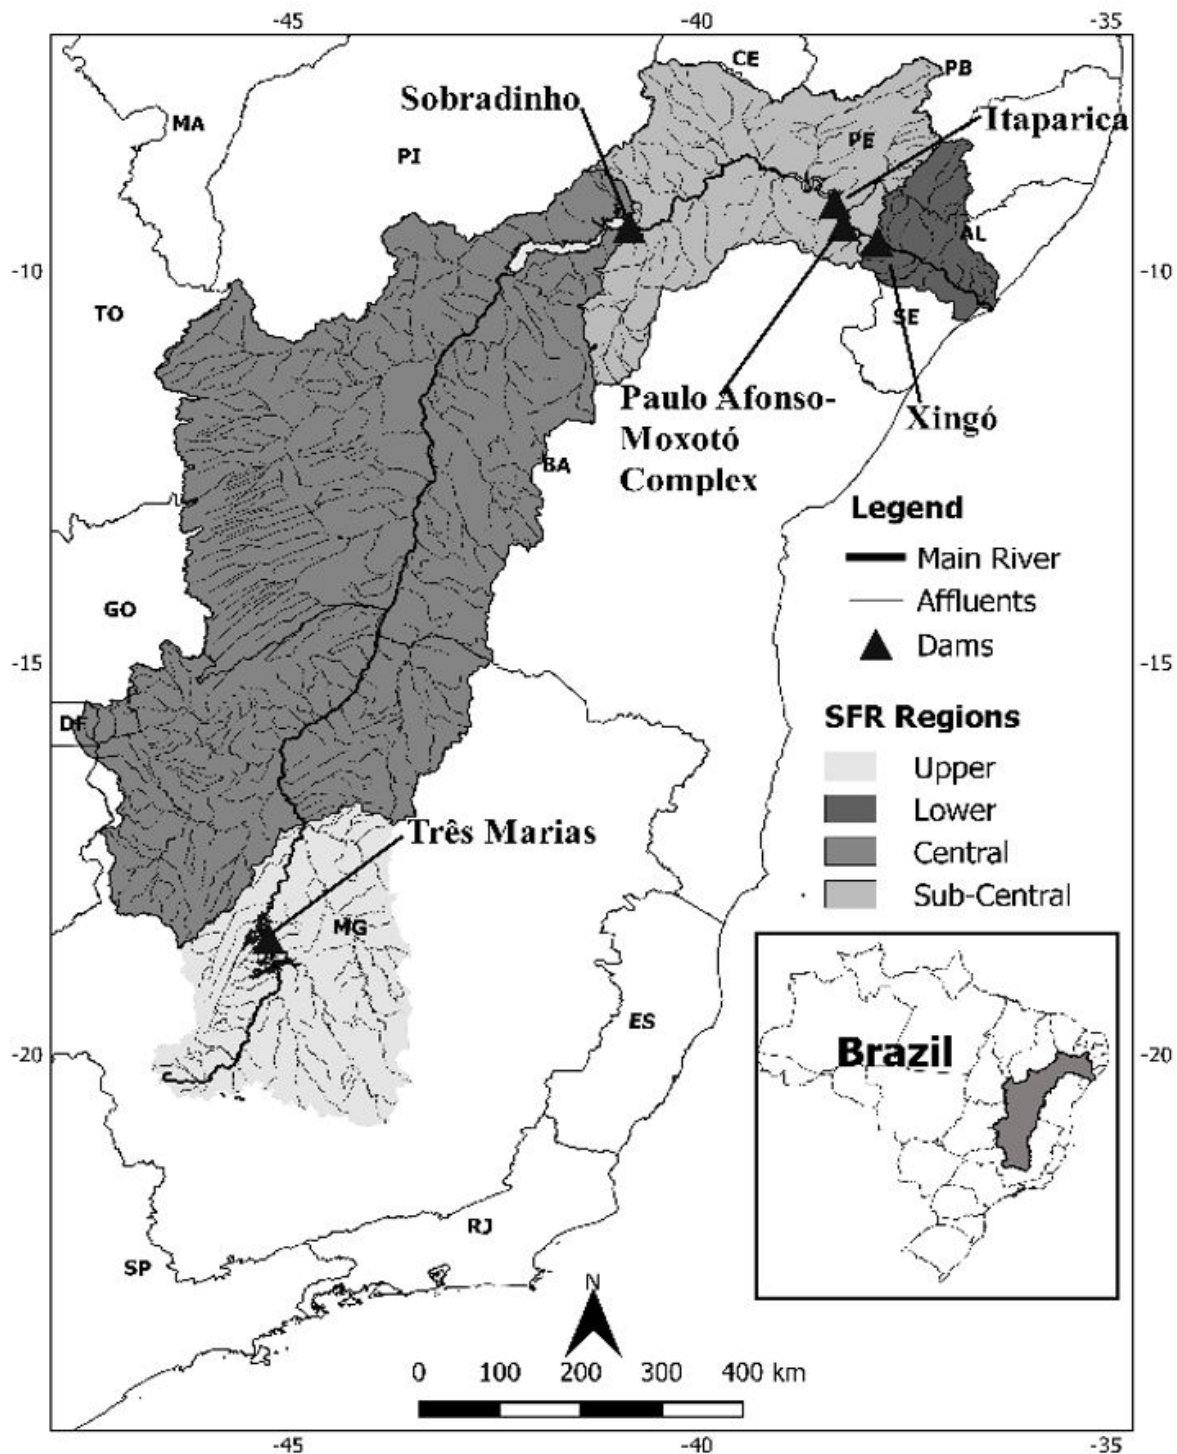 -45 -40 -35
CE
PB
Sobradinho
Itaparica
MA
PE
PI
AL
-10 -10
TO
SE
Paulo Afonso-
Moxotó
Complex
Xingó
BA
Legend
Main River
Affluents
Dams
GO
-15 -15
DF
SFR Regions
Upper
Lower
Central
Sub-Central
Três Marias
MG
ES
Brazil
-20 -20
RJ
SP
N
0 100 200 300 400 km
-45 -40 -35